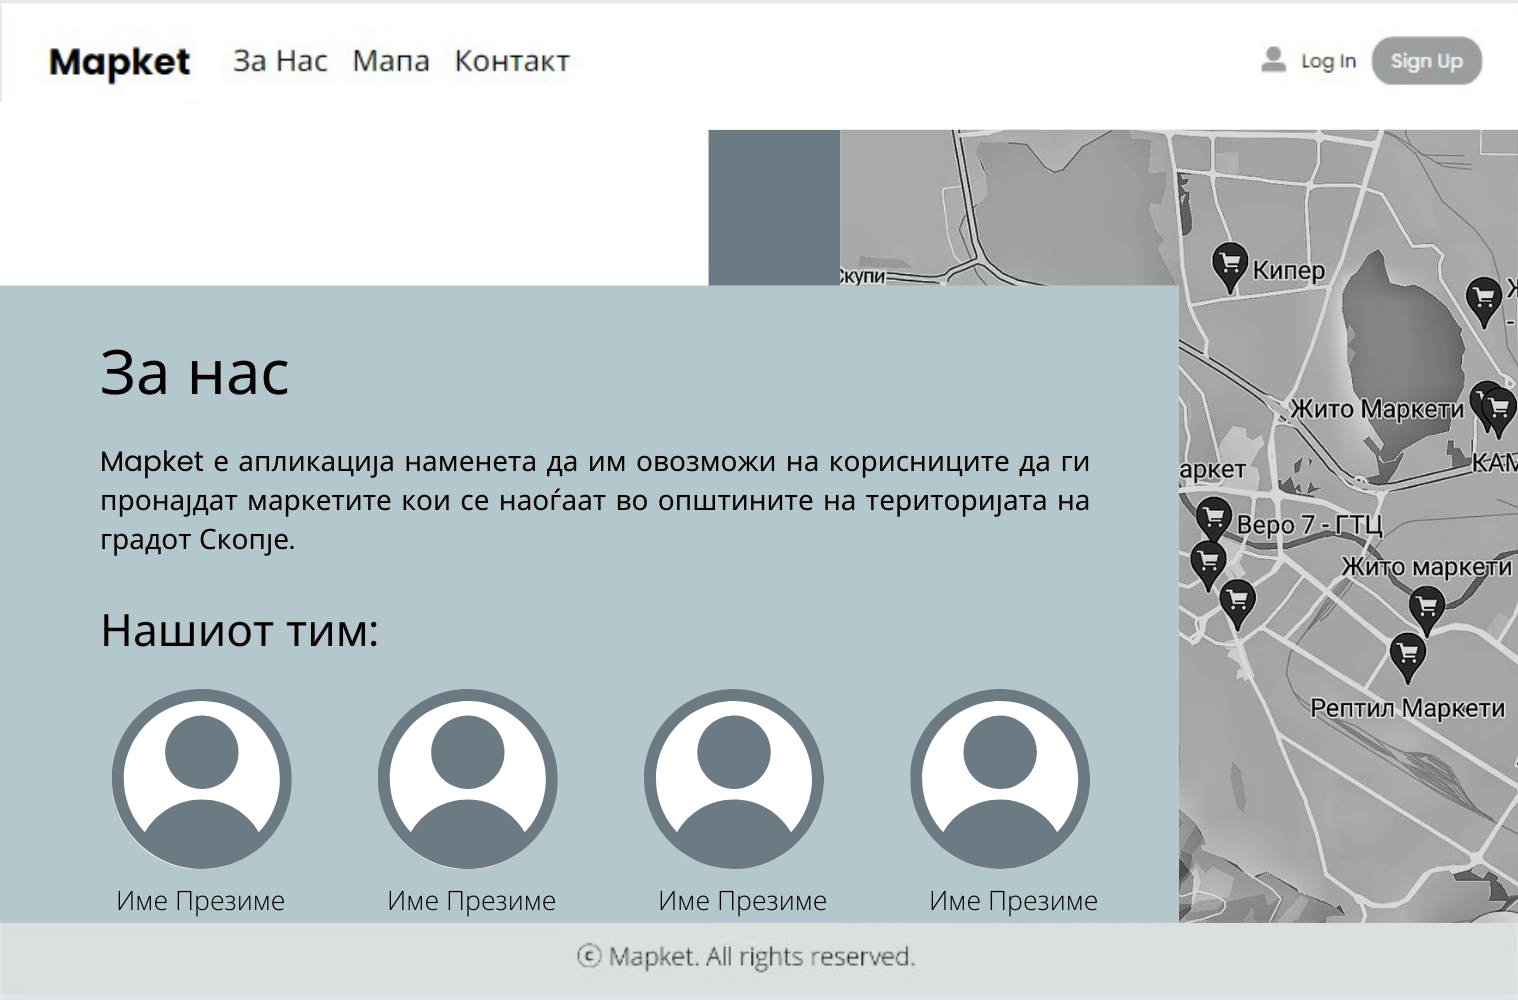 Mapket За Нас Мапа Контакт Log In Sign Up
Скупи
Кипер
Жито Маркети
За нас
Mapket е апликација наменета да им овозможи на корисниците да ги
пронајдат маркетите кои се наоѓаат во општините на територијата на
градот Скопје.
аркет
Веро 7 - ГТЦ
Жито маркети
Рептил Маркети
Нашиот тим:
Име Презиме Име Презиме Име Презиме Име Презиме
© Mapket. All rights reserved.